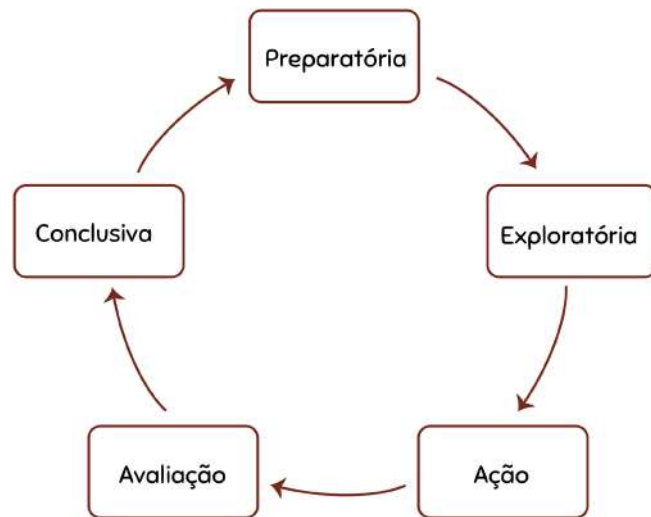 Preparatória
Exploratória
Ação
Avaliação
Conclusiva